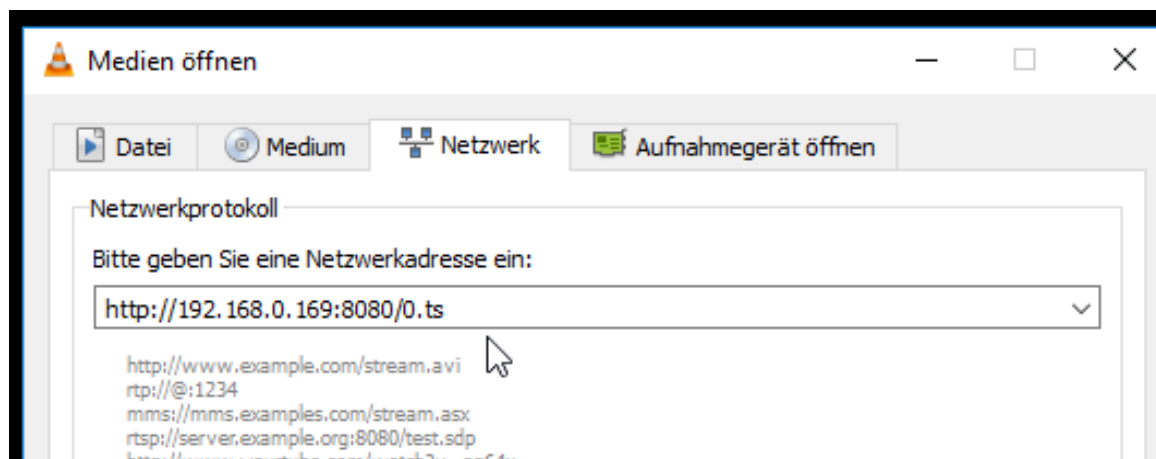 Medien öffnen
Datei Medium Netzwerk Aufnahmegerät öffnen
Netzwerkprotokoll
Bitte geben Sie eine Netzwerkadresse ein:
http://192.168.0.169:8080/0.ts
http://www.example.com/stream.avi
rtp://@:1234
mms://mms.examples.com/stream.asx
rtsp://server.example.org:8080/test.sdp